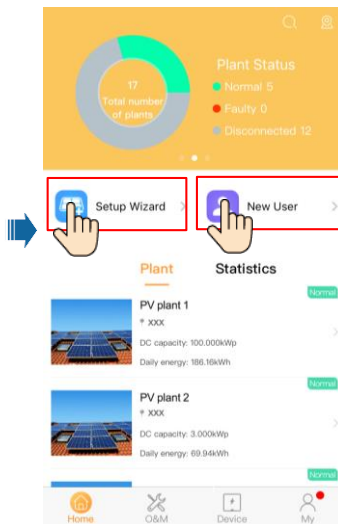 Plant Status
17
Total number
of plants
Normal 5
Faulty 0
Disconnected 12
Setup Wizard
New User
Plant
Statistics
Normal
PV plant 1
XXX
DC capacity: 100.000kWp
Daily energy: 186.16kWh
Normal
PV plant 2
XXX
DC capacity: 3.000kWp
Daily energy: 69.94kWh
Normal
Home
O&M
Device
My